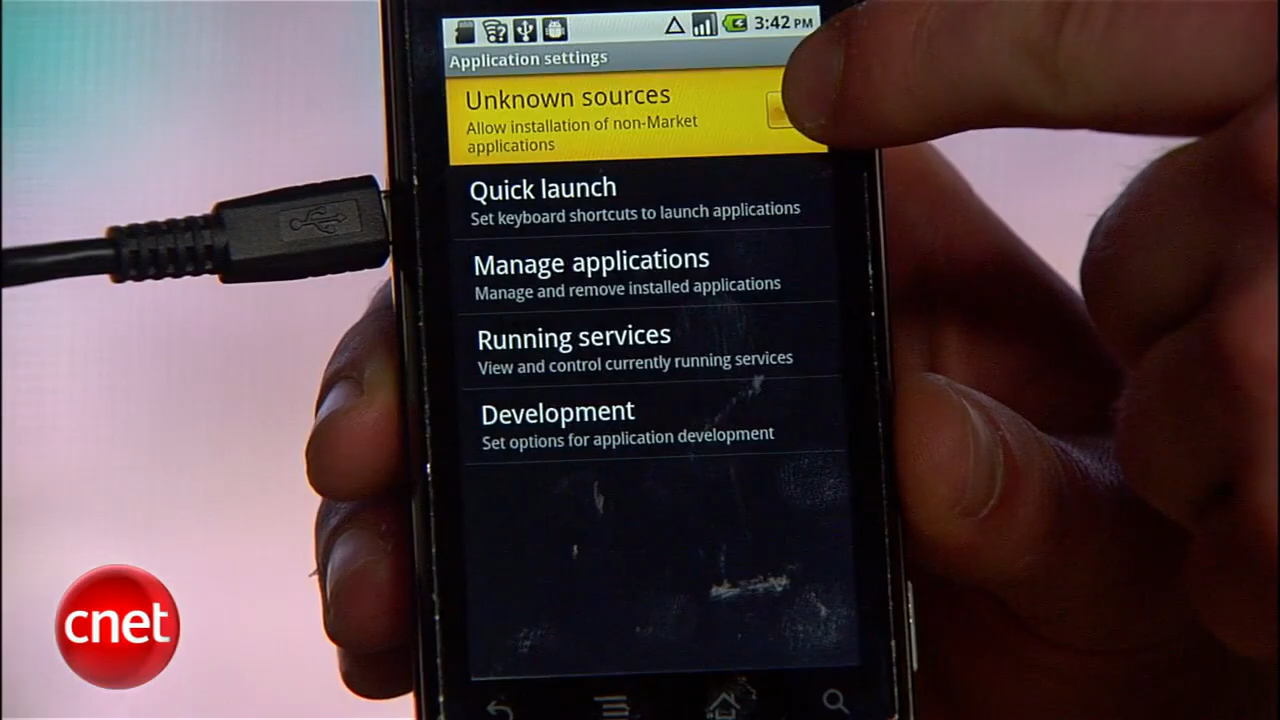 3:42 PM
Application settings
Unknown sources
Allow installation of non-Market
applications
Quick launch
Set keyboard shortcuts to launch applications
Manage applications
Manage and remove installed applications
Running services
View and control currently running services
Development
Set options for application development
cnet